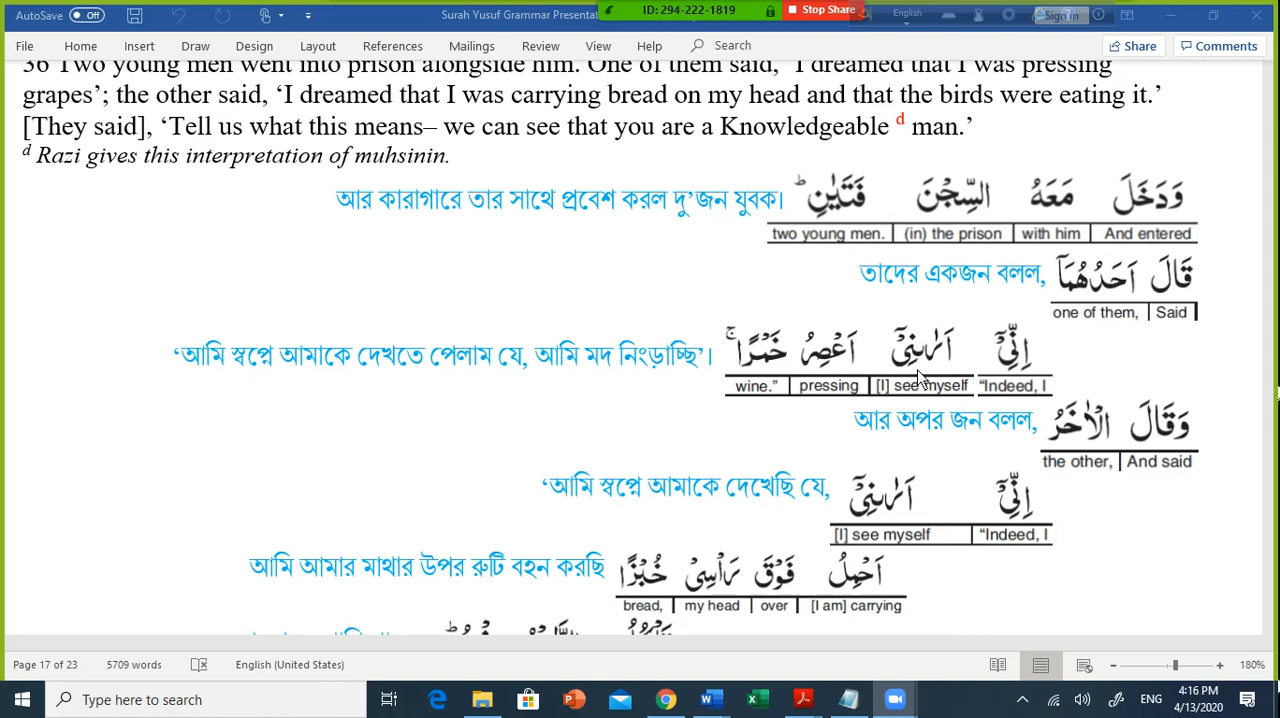 AutoSave Off Surah Yusuf Grammar Presentat ID: 294-222-1819 Stop Share English Sign in
File Home Insert Draw Design Layout References Mailings Review View Help Search Share Comments
36 Two young men went into prison alongside him. One of them said, ‘I dreamed that I was pressing
grapes’; the other said, ‘I dreamed that I was carrying bread on my head and that the birds were eating it.’
[They said], ‘Tell us what this means– we can see that you are a Knowledgeable d man.’
d Razi gives this interpretation of muhsinin.
আর কারাগারে তার সাথে প্রবেশ করল দু’জন যুবক।
وَدَخَلَ مَعَهُ السِّجْنَ فَتَيٰنِ ؕ
two young men. (in) the prison with him And entered
তাদের একজন বলল,
قَالَ اَحَدُهُمَاۤ
one of them, Said
‘আমি স্বপ্নে আমাকে দেখতে পেলাম যে, আমি মদ নিংড়াচ্ছি’।
اِنِّيْۤ اَرٰىنِيْۤ اَعْصِرُ خَمْرًا ۚ
wine.” pressing [I] see myself “Indeed, I
আর অপর জন বলল,
وَقَالَ الْاٰخَرُ
the other, And said
‘আমি স্বপ্নে আমাকে দেখেছি যে,
اِنِّيْۤ اَرٰىنِيْۤ
[I] see myself “Indeed, I
আমি আমার মাথার উপর রুটি বহন করছি
اَحْمِلُ فَوْقَ رَاْسِيْ خُبْزًا
bread, my head over [I am] carrying
Page 17 of 23 5709 words English (United States) 180%
Type here to search ENG 4:16 PM
4/13/2020